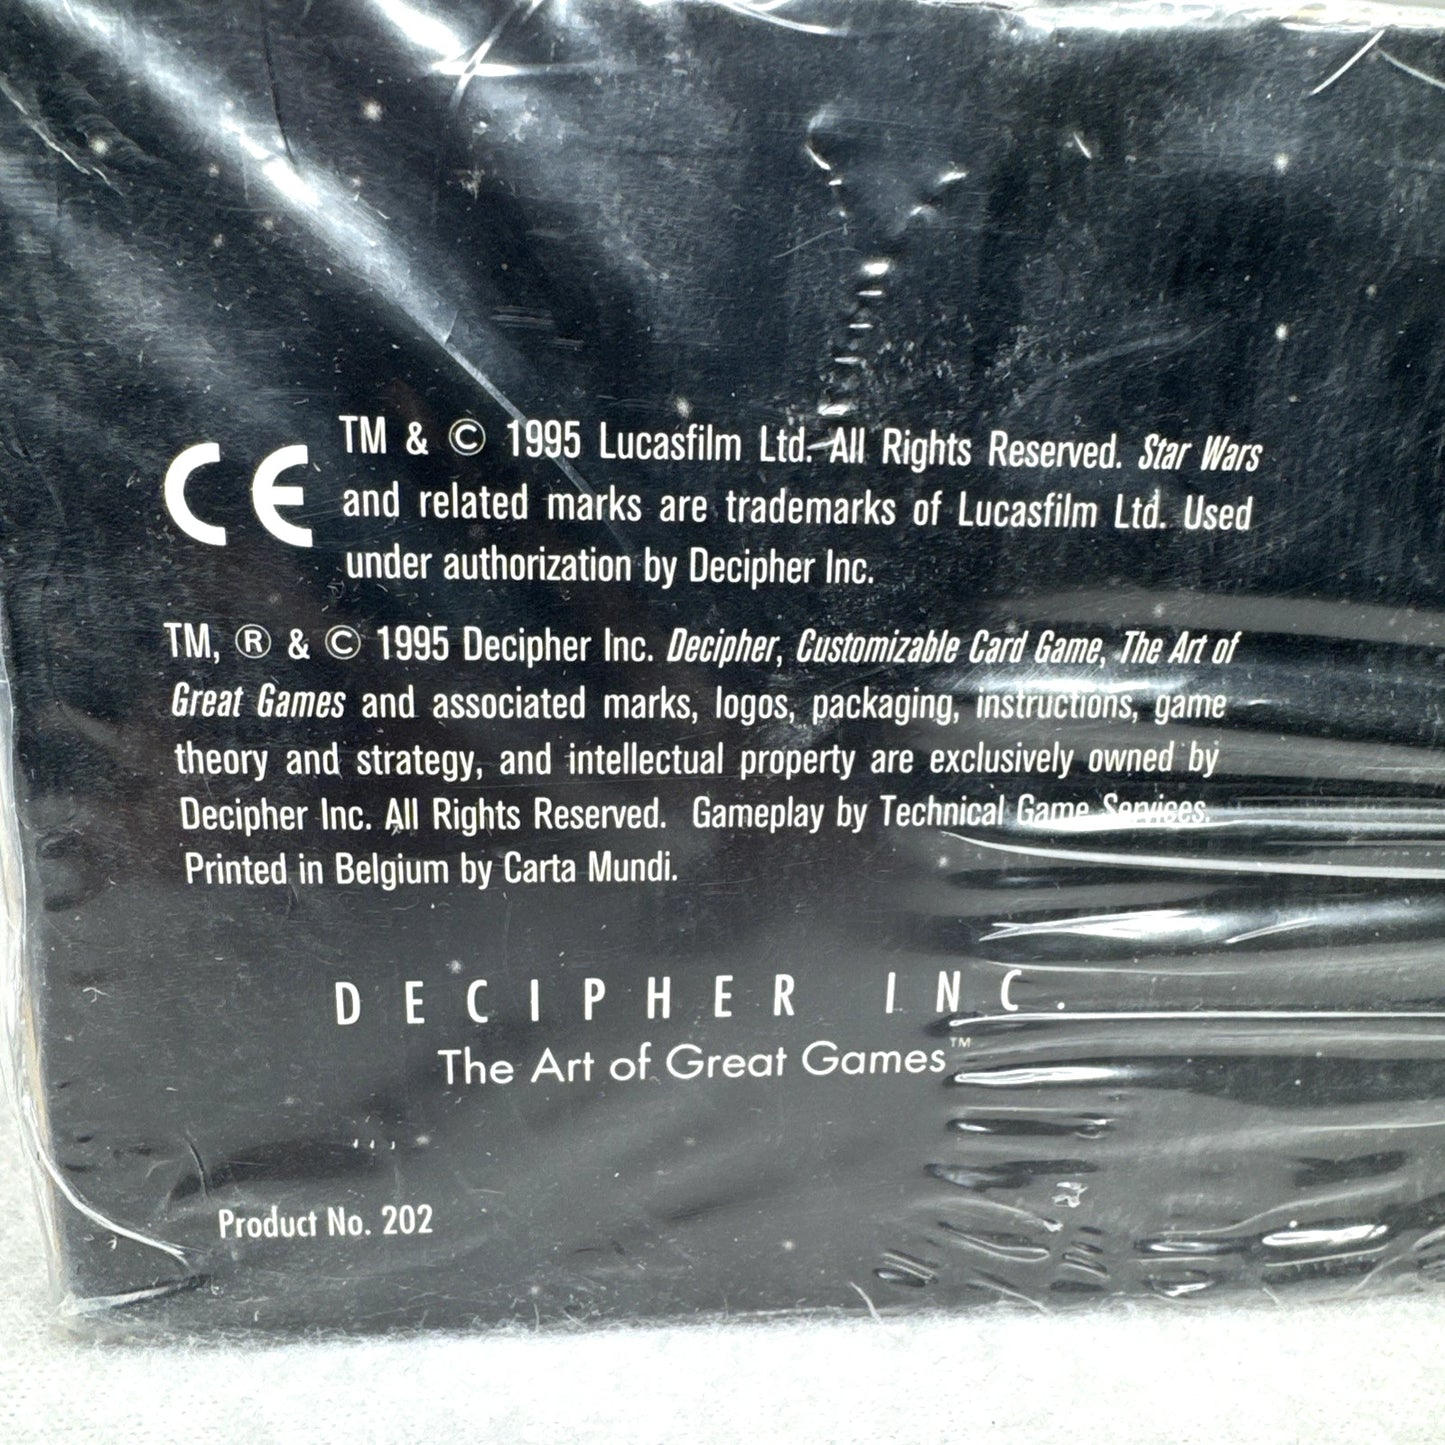 CE
TM & © 1995 Lucasfilm Ltd. All Rights Reserved. Star Wars
and related marks are trademarks of Lucasfilm Ltd. Used
under authorization by Decipher Inc.
TM, ® & © 1995 Decipher Inc. Decipher, Customizable Card Game, The Art of
Great Games and associated marks, logos, packaging, instructions, game
theory and strategy, and intellectual property are exclusively owned by
Decipher Inc. All Rights Reserved. Gameplay by Technical Game Services.
Printed in Belgium by Carta Mundi.
DECIPHER INC.
The Art of Great Games™
Product No. 202